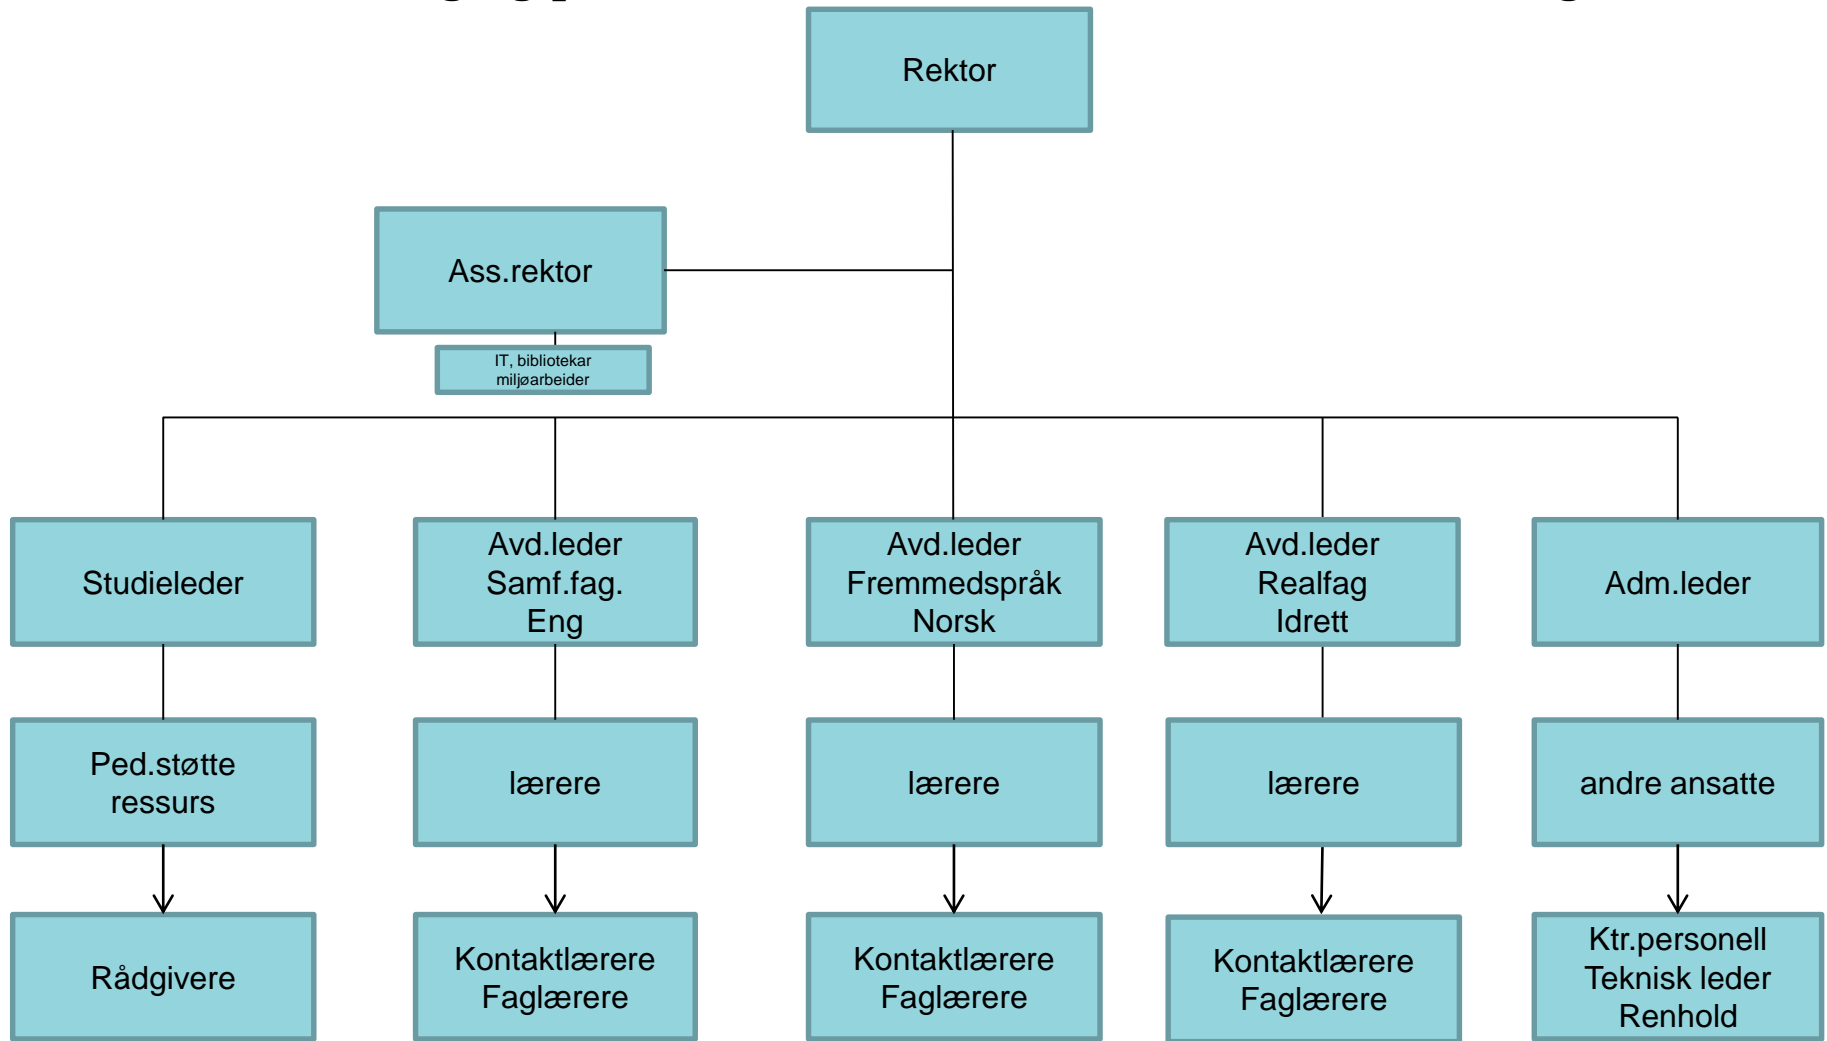 Rektor
Ass.rektor
IT, bibliotekar
miljøarbeider
Studieleder
Avd.leder
Samf.fag.
Eng
Avd.leder
Fremmedspråk
Norsk
Avd.leder
Realfag
Idrett
Adm.leder
Ped.støtte
ressurs
lærere
lærere
lærere
andre ansatte
Rådgivere
Kontaktlærere
Faglærere
Kontaktlærere
Faglærere
Kontaktlærere
Faglærere
Ktr.personell
Teknisk leder
Renhold